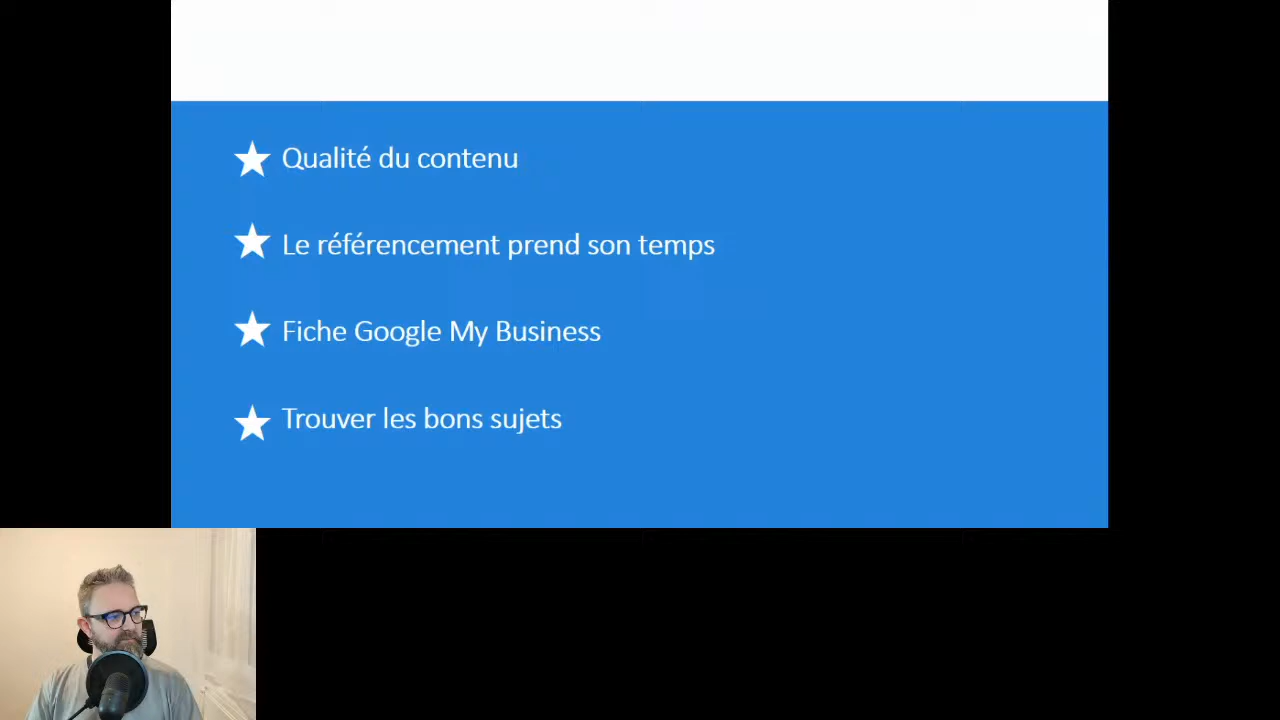 Qualité du contenu
Le référencement prend son temps
Fiche Google My Business
Trouver les bons sujets